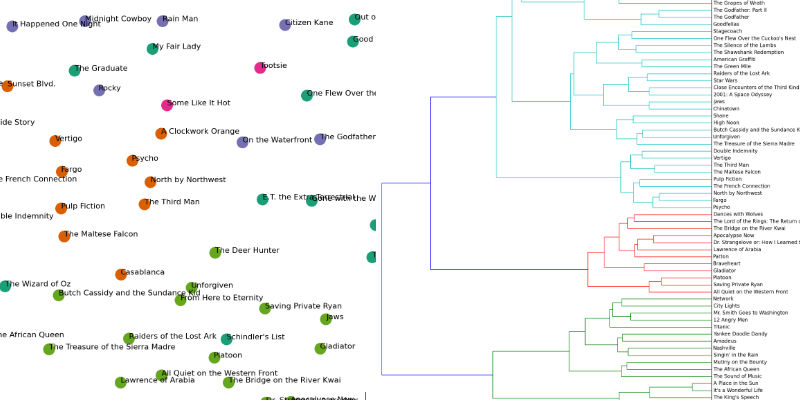 It Happened One Night
Midnight Cowboy
Rain Man
Citizen Kane
Out o
My Fair Lady
Good
The Graduate
Tootsie
e: Sunset Blvd.
Rocky
Some Like It Hot
One Flew Over the
ide Story
Vertigo
A Clockwork Orange
On the Waterfront
The Godfather
Psycho
Fargo
e French Connection
North by Northwest
E.T. the Extra-Terrestrial
Gone with the W
Pulp Fiction
The Third Man
ble Indemnity
The Maltese Falcon
The Deer Hunter
Casablanca
The Wizard of Oz
Butch Cassidy and the Sundance Kid
Unforgiven
From Here to Eternity
Saving Private Ryan
Jaws
he African Queen
Raiders of the Lost Ark
Schindler's List
The Treasure of the Sierra Madre
Gladiator
Platoon
All Quiet on the Western Front
Lawrence of Arabia
The Bridge on the River Kwai
Apocalypse Now
The Grapes of Wrath
The Godfather: Part II
The Godfather
Goodfellas
Stagecoach
One Flew Over the Cuckoo's Nest
The Silence of the Lambs
The Shawshank Redemption
American Graffiti
The Green Mile
Raiders of the Lost Ark
Star Wars
Close Encounters of the Third Kind
2001: A Space Odyssey
Jaws
Chinatown
Shane
High Noon
Butch Cassidy and the Sundance K
Unforgiven
The Treasure of the Sierra Madre
Double Indemnity
Vertigo
The Third Man
The Maltese Falcon
Pulp Fiction
The French Connection
North by Northwest
Fargo
Psycho
Dances with Wolves
The Lord of the Rings: The Return o
The Bridge on the River Kwai
Apocalypse Now
Dr. Strangelove or: How I Learned t
Lawrence of Arabia
Patton
Braveheart
Gladiator
Platoon
Saving Private Ryan
All Quiet on the Western Front
Network
City Lights
Mr. Smith Goes to Washington
12 Angry Men
Titanic
Yankee Doodle Dandy
Amadeus
Nashville
Singin' in the Rain
Mutiny on the Bounty
The African Queen
The Sound of Music
A Place in the Sun
It's a Wonderful Life
The King's Speech